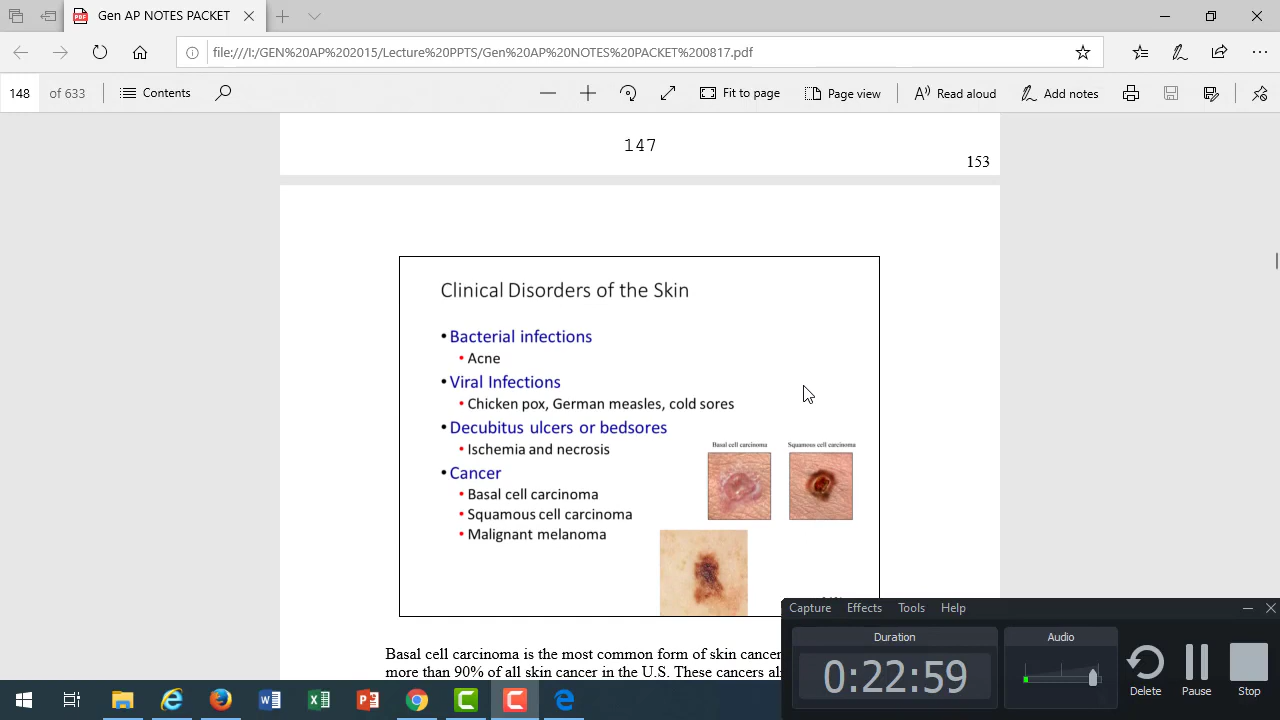 Gen AP NOTES PACKET
file:///I:/GEN%20AP%202015/Lecture%20PPTS/Gen%20AP%20NOTES%20PACKET%200817.pdf
148 of 633 Contents Fit to page Page view Read aloud Add notes
147
153
Clinical Disorders of the Skin
• Bacterial infections
• Acne
• Viral Infections
• Chicken pox, German measles, cold sores
• Decubitus ulcers or bedsores
• Ischemia and necrosis
• Cancer
• Basal cell carcinoma
• Squamous cell carcinoma
• Malignant melanoma
Basal cell carcinoma Squamous cell carcinoma
Basal cell carcinoma is the most common form of skin cancer
more than 90% of all skin cancer in the U.S. These cancers
Capture Effects Tools Help
Duration Audio
0:22:59
Delete Pause Stop